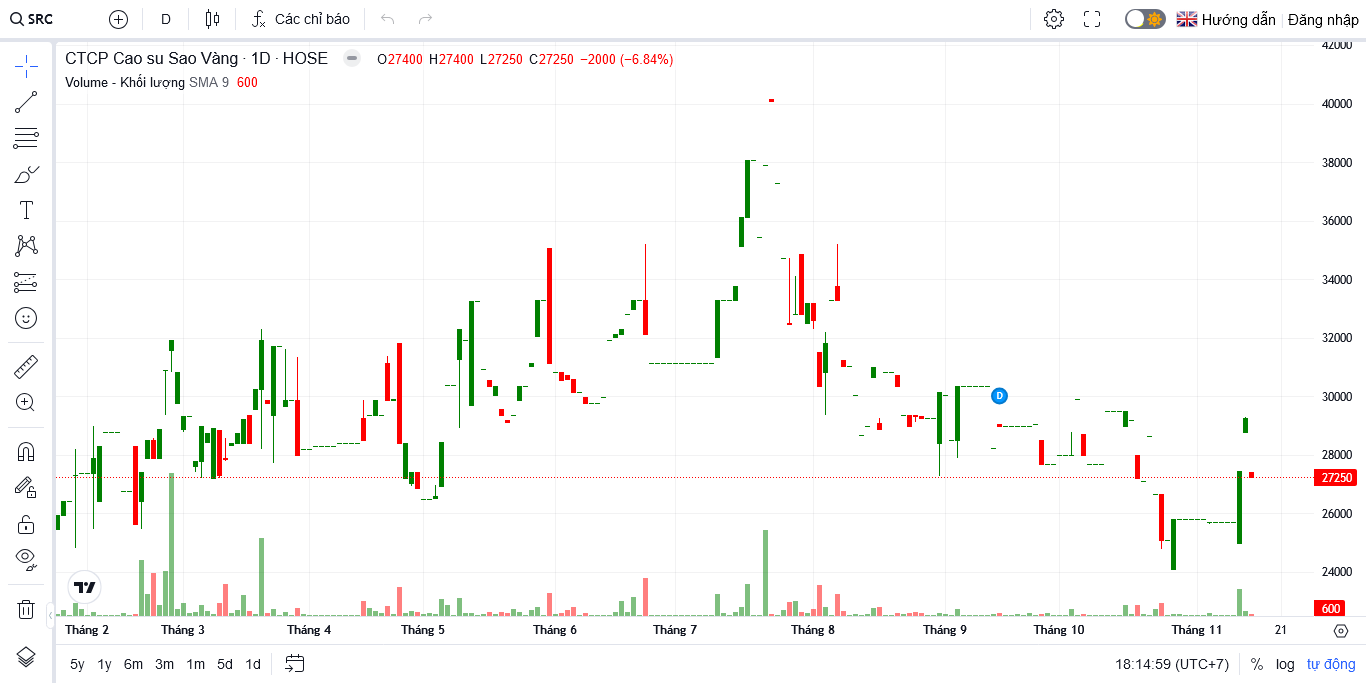 SRC D Các chỉ báo Hướng dẫn Đăng nhập
CTCP Cao su Sao Vàng · 1D · HOSE O27400 H27400 L27250 C27250 −2000 (−6.84%)
Volume - Khối lượng SMA 9 600
42000
40000
38000
36000
34000
32000
30000
28000
27250
26000
24000
600
D
Tháng 2 Tháng 3 Tháng 4 Tháng 5 Tháng 6 Tháng 7 Tháng 8 Tháng 9 Tháng 10 Tháng 11 21
5y 1y 6m 3m 1m 5d 1d 18:14:59 (UTC+7) % log tự động